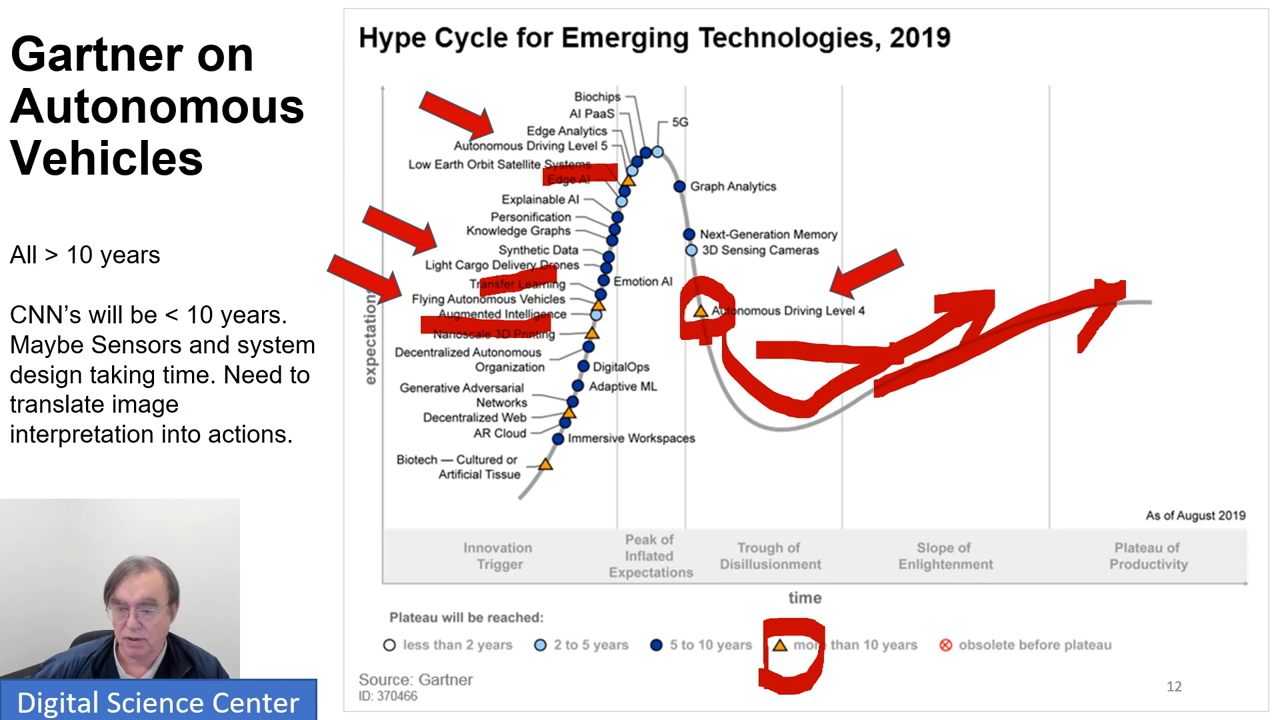 Gartner on
Autonomous
Vehicles
All > 10 years
CNN's will be < 10 years.
Maybe Sensors and system
design taking time. Need to
translate image
interpretation into actions.
Digital Science Center
Hype Cycle for Emerging Technologies, 2019
expectations
Biochips
AI PaaS
Edge Analytics
Autonomous Driving Level 5
Low Earth Orbit Satellite Systems
Edge AI
Explainable AI
Personification
Knowledge Graphs
Synthetic Data
Light Cargo Delivery Drones
Transfer Learning
Flying Autonomous Vehicles
Augmented Intelligence
Nanoscale 3D Printing
Decentralized Autonomous
Organization
Generative Adversarial
Networks
Decentralized Web
AR Cloud
Biotech — Cultured or
Artificial Tissue
5G
Graph Analytics
Next-Generation Memory
3D Sensing Cameras
Emotion AI
Autonomous Driving Level 4
DigitalOps
Adaptive ML
Immersive Workspaces
As of August 2019
Innovation
Trigger
Peak of
Inflated
Expectations
Trough of
Disillusionment
Slope of
Enlightenment
Plateau of
Productivity
time
Plateau will be reached:
less than 2 years
2 to 5 years
5 to 10 years
more than 10 years
obsolete before plateau
Source: Gartner
ID: 370466
12